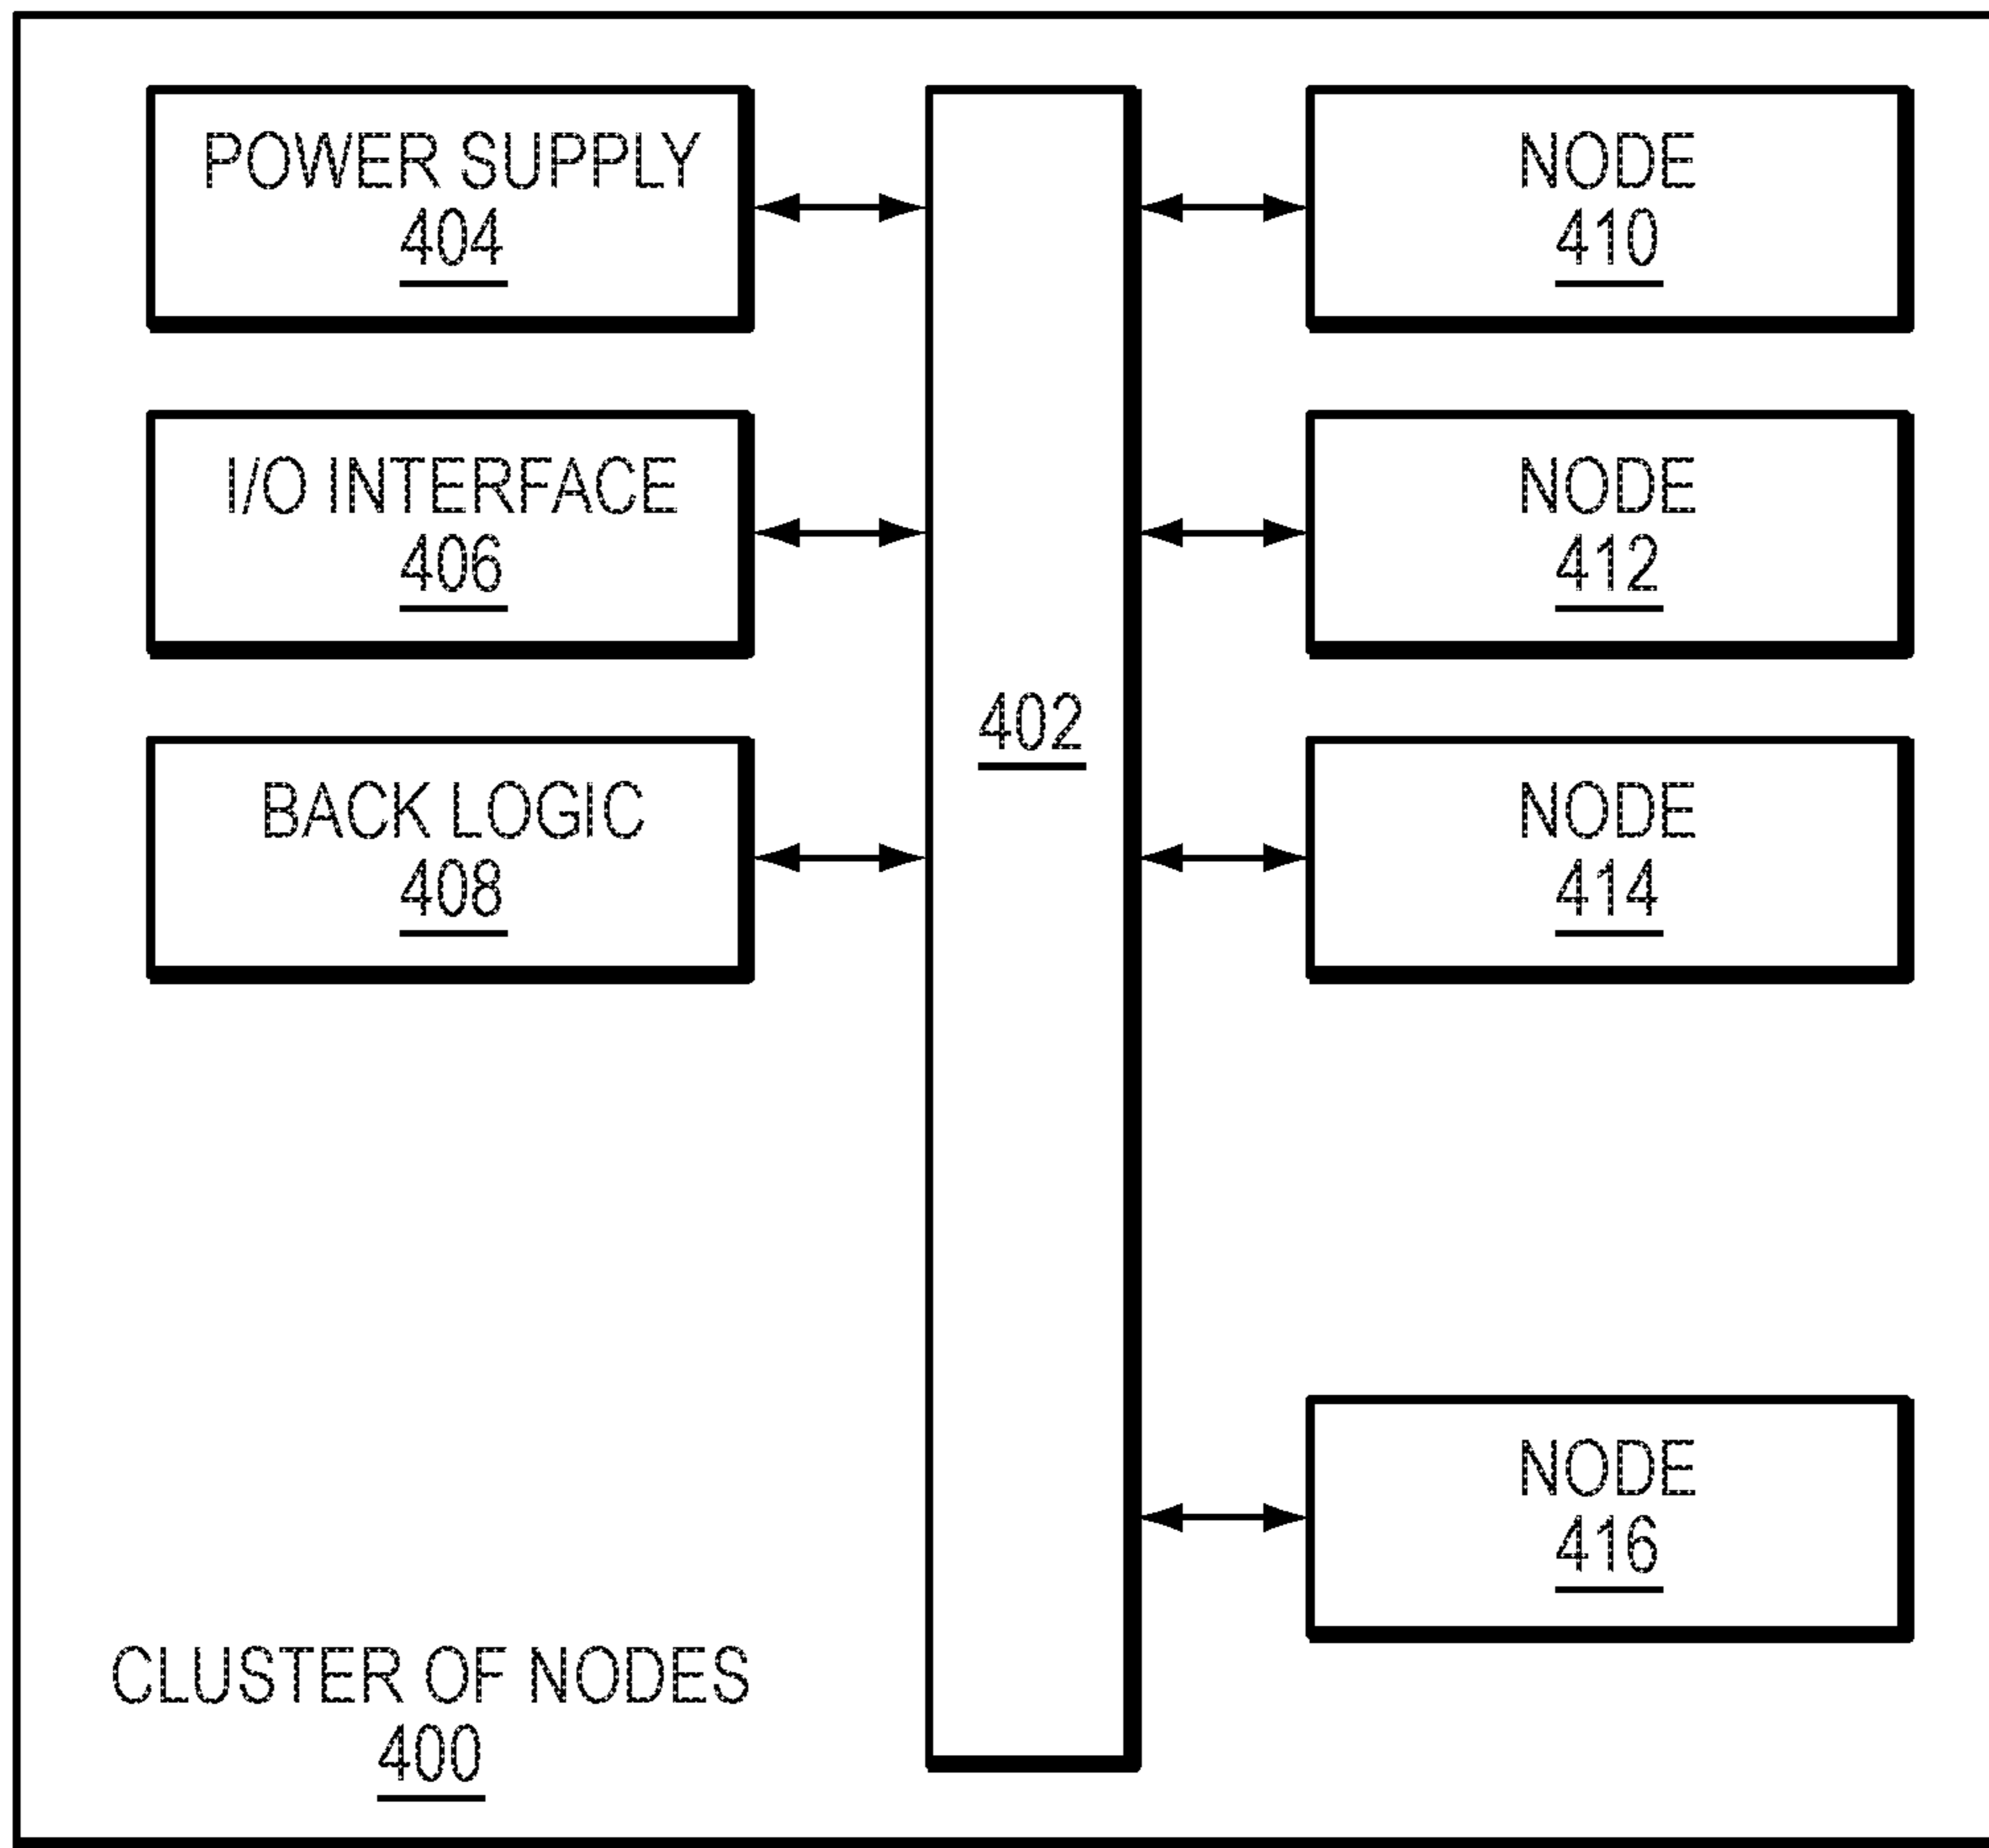 POWER SUPPLY
404
I/O INTERFACE
406
BACK LOGIC
408
402
NODE
410
NODE
412
NODE
414
NODE
416
CLUSTER OF NODES
400